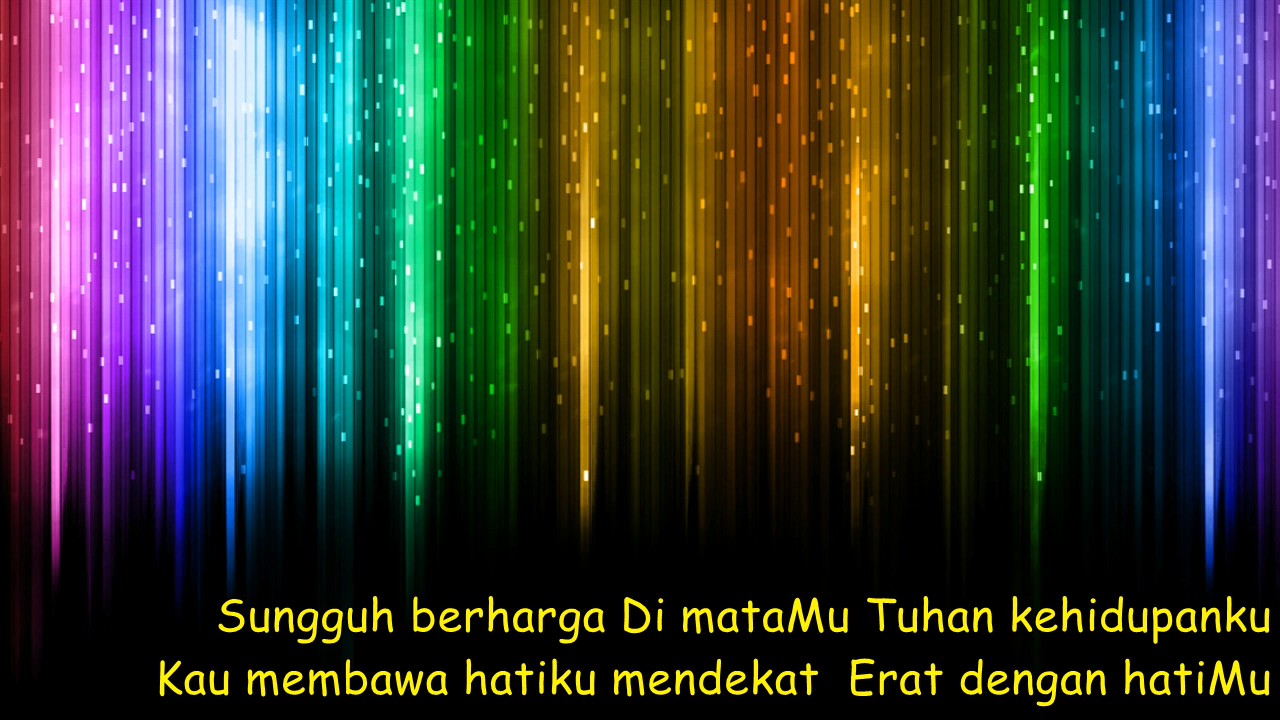 Sungguh berharga Di mataMu Tuhan kehidupanku
Kau membawa hatiku mendekat  Erat dengan hatiMu